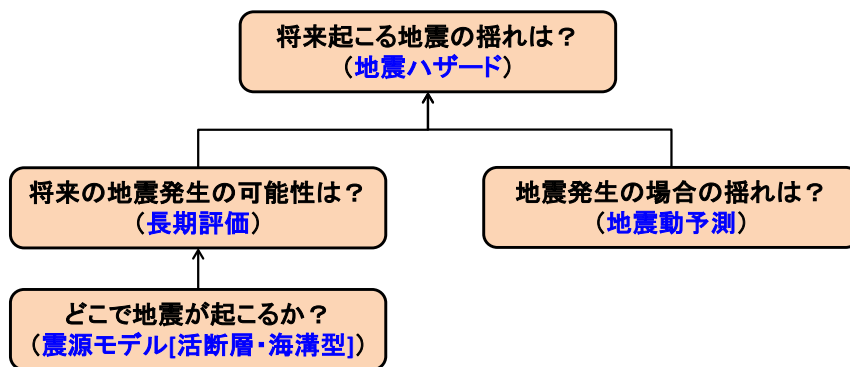 将来起こる地震の揺れは？
（地震ハザード）
将来の地震発生の可能性は？
（長期評価）
地震発生の場合の揺れは？
（地震動予測）
どこで地震が起こるか？
（震源モデル[活断層・海溝型]）